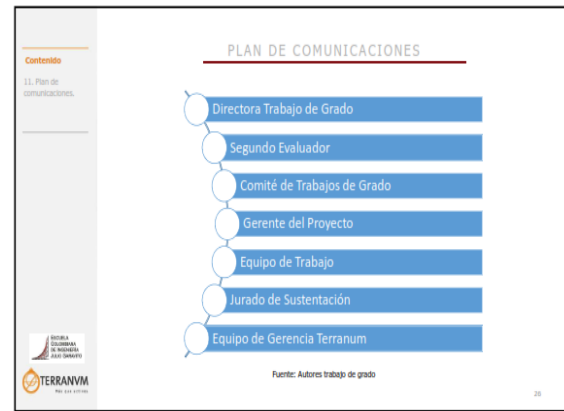 PLAN DE COMUNICACIONES
Contenido
11. Plan de
comunicaciones.
Directora Trabajo de Grado
Segundo Evaluador
Comité de Trabajos de Grado
Gerente del Proyecto
Equipo de Trabajo
Jurado de Sustentación
Equipo de Gerencia Terranum
Fuente: Autores trabajo de grado
ESCUELA
COLOMBIANA
DE INGENIERÍA
JULIO GARAVITO
TERRANVM